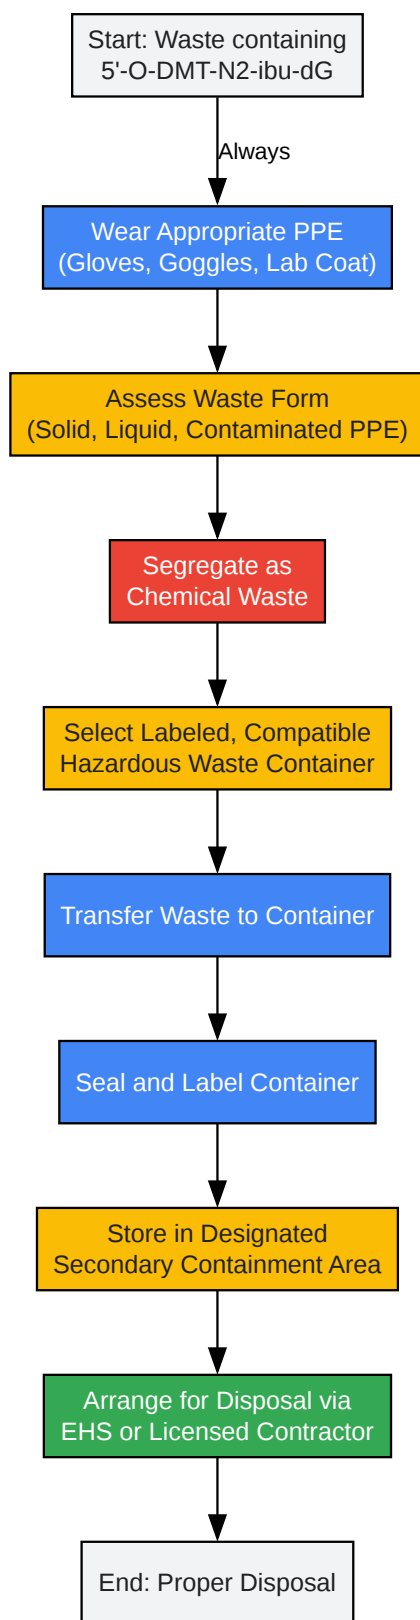 Start: Waste containing
5'-O-DMT-N2-ibu-dG
Always
Wear Appropriate PPE
(Gloves, Goggles, Lab Coat)
Assess Waste Form
(Solid, Liquid, Contaminated PPE)
Segregate as
Chemical Waste
Select Labeled, Compatible
Hazardous Waste Container
Transfer Waste to Container
Seal and Label Container
Store in Designated
Secondary Containment Area
Arrange for Disposal via
EHS or Licensed Contractor
End: Proper Disposal